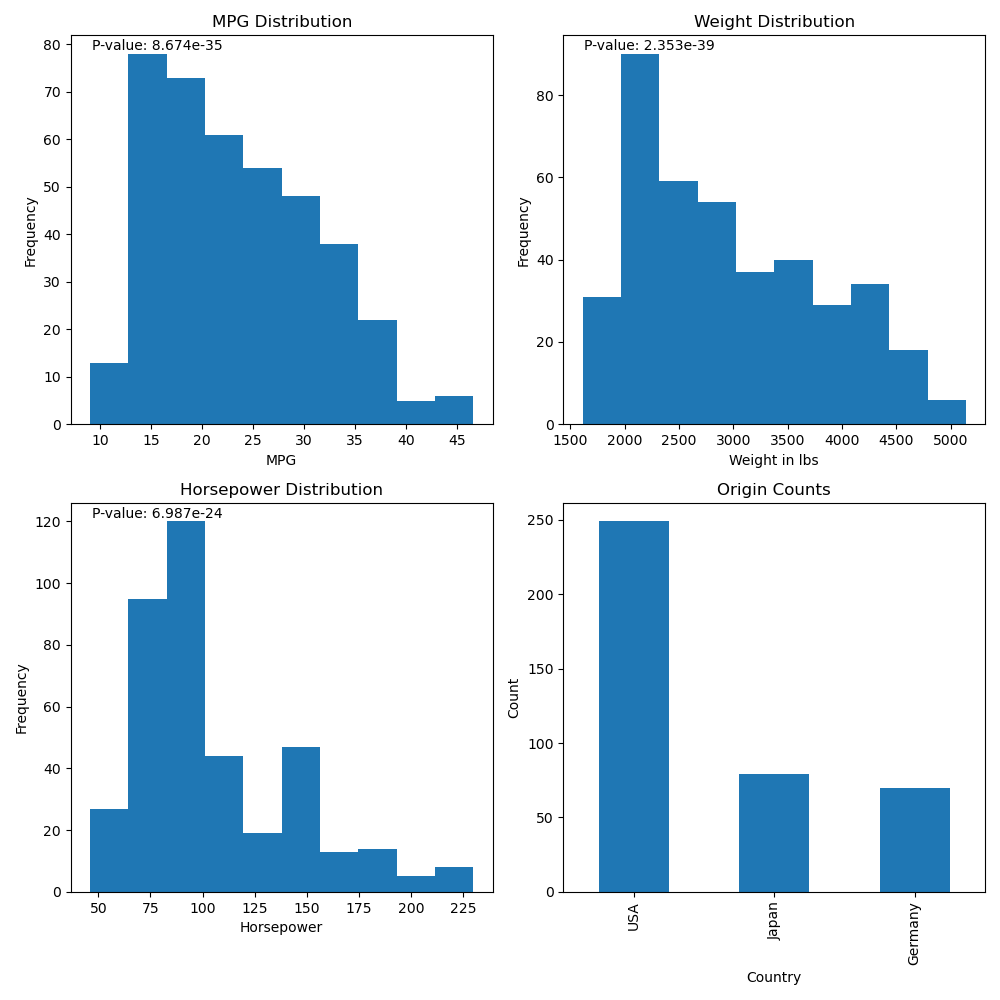 MPG Distribution
P-value: 8.674e-35
80
70
60
50
40
30
20
10
0
Frequency
10 15 20 25 30 35 40 45
MPG
Weight Distribution
P-value: 2.353e-39
80
60
40
20
0
Frequency
1500 2000 2500 3000 3500 4000 4500 5000
Weight in lbs
Horsepower Distribution
P-value: 6.987e-24
120
100
80
60
40
20
0
Frequency
50 75 100 125 150 175 200 225
Horsepower
Origin Counts
250
200
150
100
50
0
Count
USA
Japan
Germany
Country